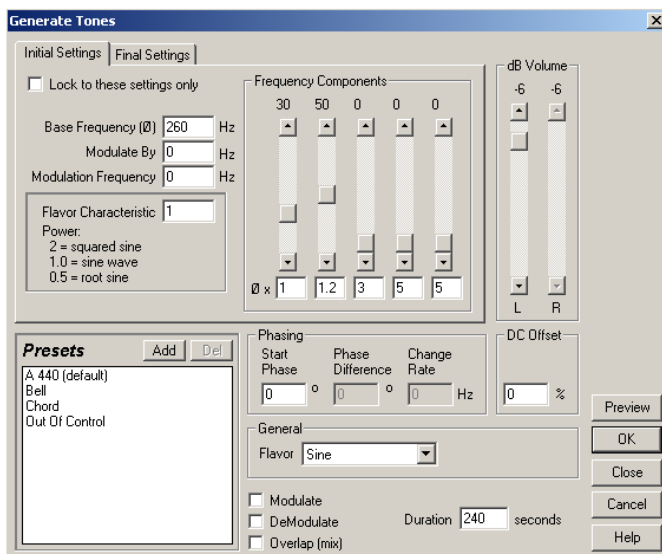 Generate Tones
Initial Settings Final Settings
Lock to these settings only
Base Frequency (Ø) 260 Hz
Modulate By 0 Hz
Modulation Frequency 0 Hz
Flavor Characteristic 1
Power:
2 = squared sine
1.0 = sine wave
0.5 = root sine
Frequency Components
30 50 0 0 0
Ø x 1 1.2 3 5 5
dB Volume
-6 -6
L R
Presets Add Del
A 440 (default)
Bell
Chord
Out Of Control
Phasing
Start Phase Change
Phase Difference Rate
0 ° 0 ° 0 Hz
DC Offset
0 %
General
Flavor Sine
Modulate
DeModulate
Overlap (mix)
Duration 240 seconds
Preview
OK
Close
Cancel
Help